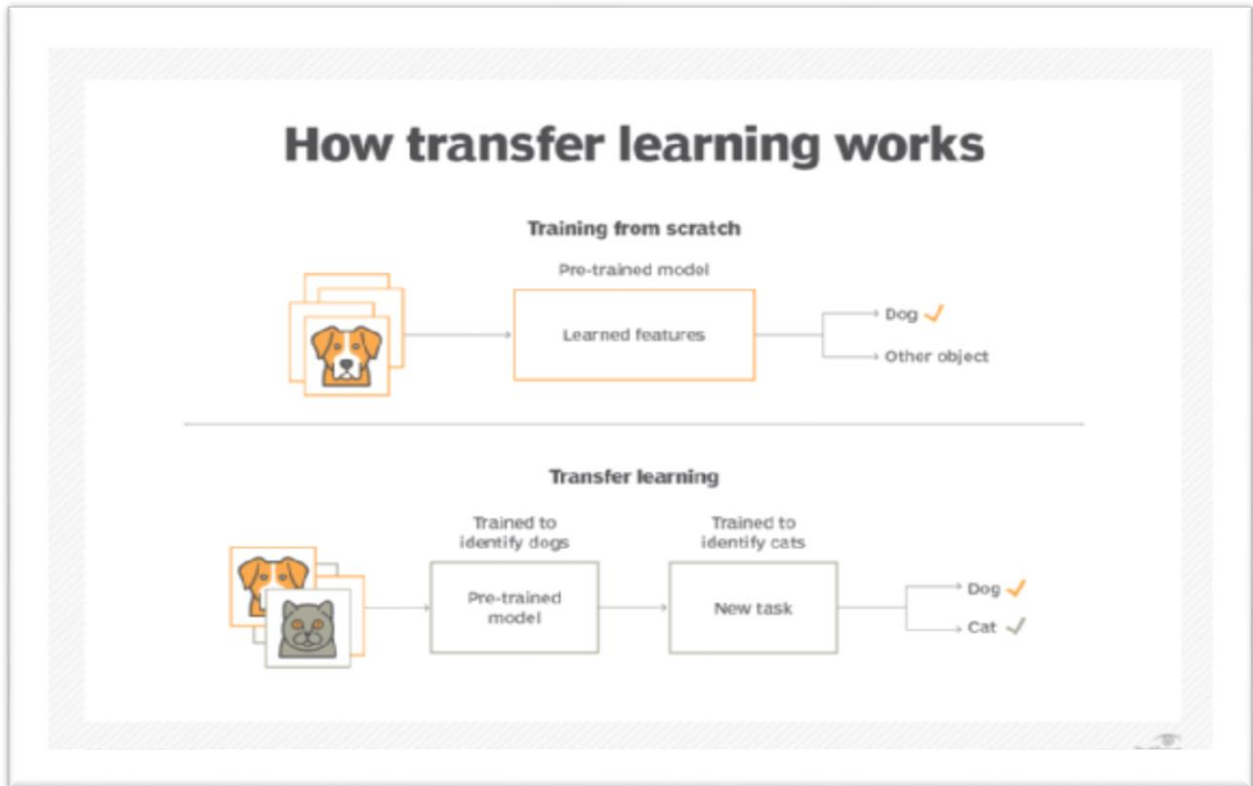 How transfer learning works
Training from scratch
Pre-trained model
Learned features
Dog
Other object
Transfer learning
Trained to
identify dogs
Trained to
identify cats
Pre-trained
model
New task
Dog
Cat